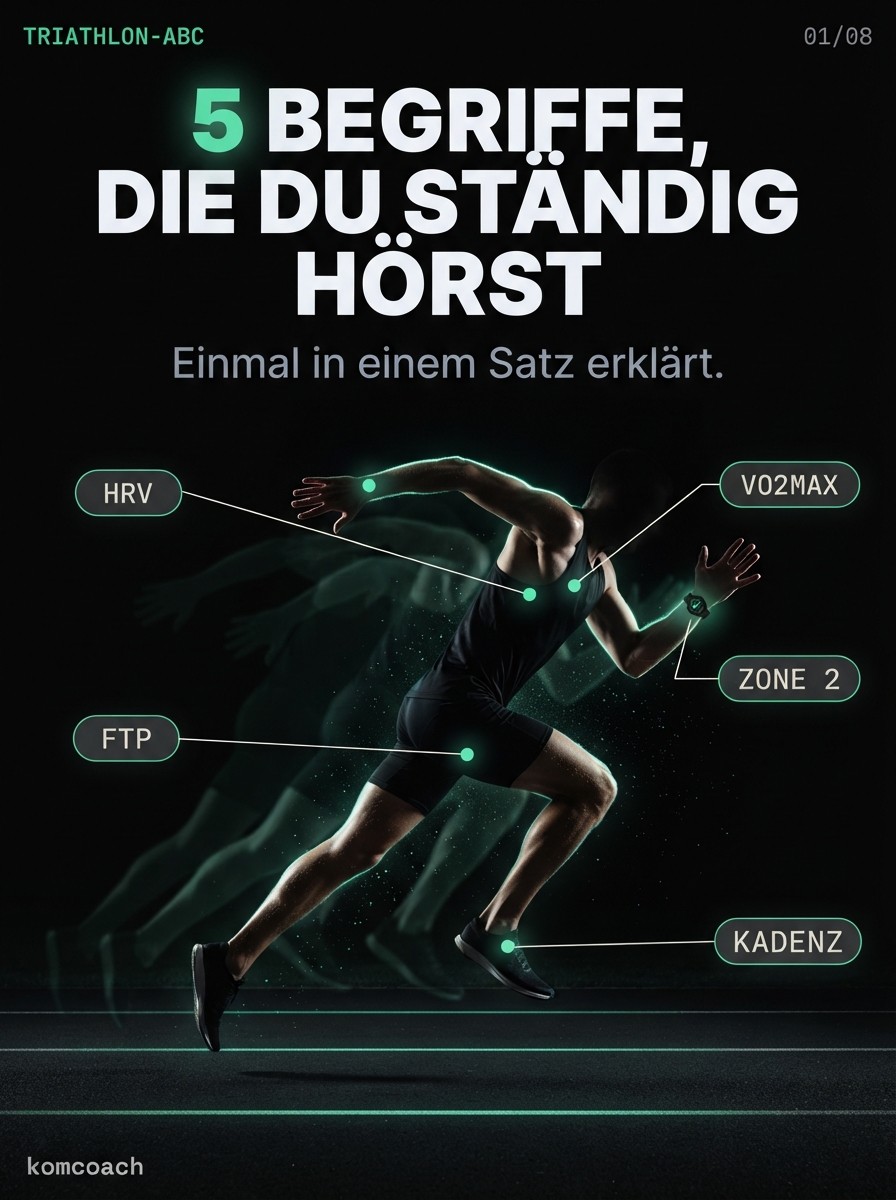 TRIATHLON-ABC
01/08
5 BEGRIFFE,
DIE DU STÄNDIG
HÖRST
Einmal in einem Satz erklärt.
HRV
VO2MAX
ZONE 2
FTP
KADENZ
komcoach